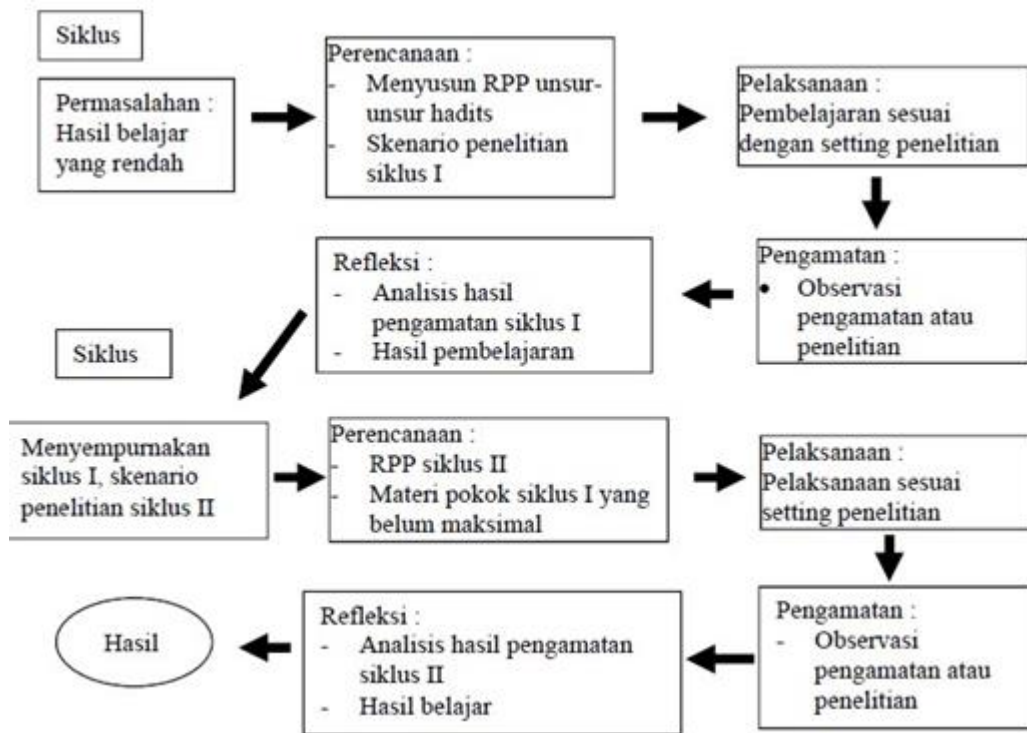 Siklus
Permasalahan :
Hasil belajar
yang rendah
Perencanaan :
- Menyusun RPP unsur-
unsur hadits
- Skenario penelitian
siklus I
Pelaksanaan :
Pembelajaran sesuai
dengan setting penelitian
Pengamatan :
• Observasi
pengamatan atau
penelitian
Refleksi :
- Analisis hasil
pengamatan siklus I
- Hasil pembelajaran
Siklus
Menyempurnakan
siklus I, skenario
penelitian siklus II
Perencanaan :
- RPP siklus II
- Materi pokok siklus I yang
belum maksimal
Pelaksanaan :
Pelaksanaan sesuai
setting penelitian
Pengamatan :
- Observasi
pengamatan atau
penelitian
Refleksi :
- Analisis hasil pengamatan
siklus II
- Hasil belajar
Hasil